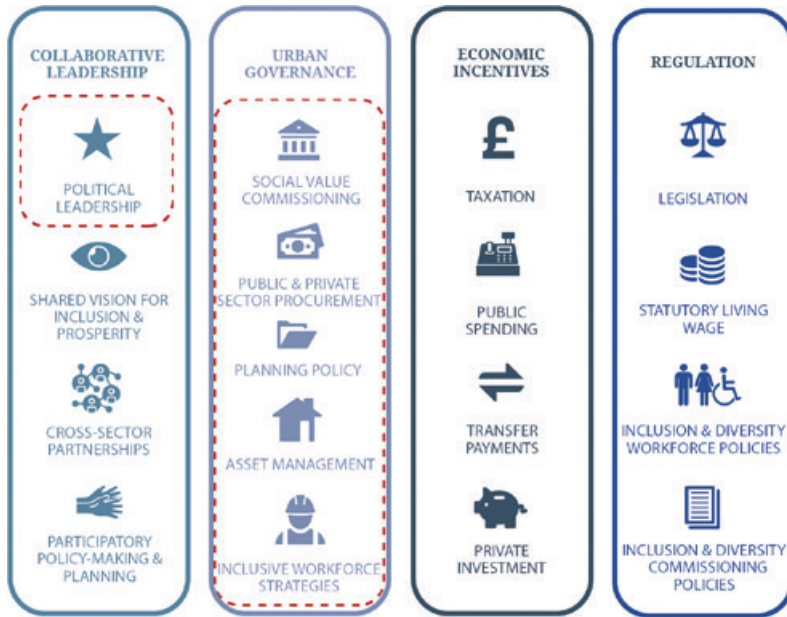 COLLABORATIVE
LEADERSHIP
POLITICAL
LEADERSHIP
SHARED VISION FOR
INCLUSION &
PROSPERITY
CROSS-SECTOR
PARTNERSHIPS
PARTICIPATORY
POLICY-MAKING &
PLANNING
URBAN
GOVERNANCE
SOCIAL VALUE
COMMISSIONING
PUBLIC & PRIVATE
SECTOR PROCUREMENT
PLANNING POLICY
ASSET MANAGEMENT
INCLUSIVE WORKFORCE
STRATEGIES
ECONOMIC
INCENTIVES
£
TAXATION
PUBLIC
SPENDING
TRANSFER
PAYMENTS
PRIVATE
INVESTMENT
REGULATION
LEGISLATION
STATUTORY LIVING
WAGE
INCLUSION & DIVERSITY
WORKFORCE POLICIES
INCLUSION & DIVERSITY
COMMISSIONING
POLICIES